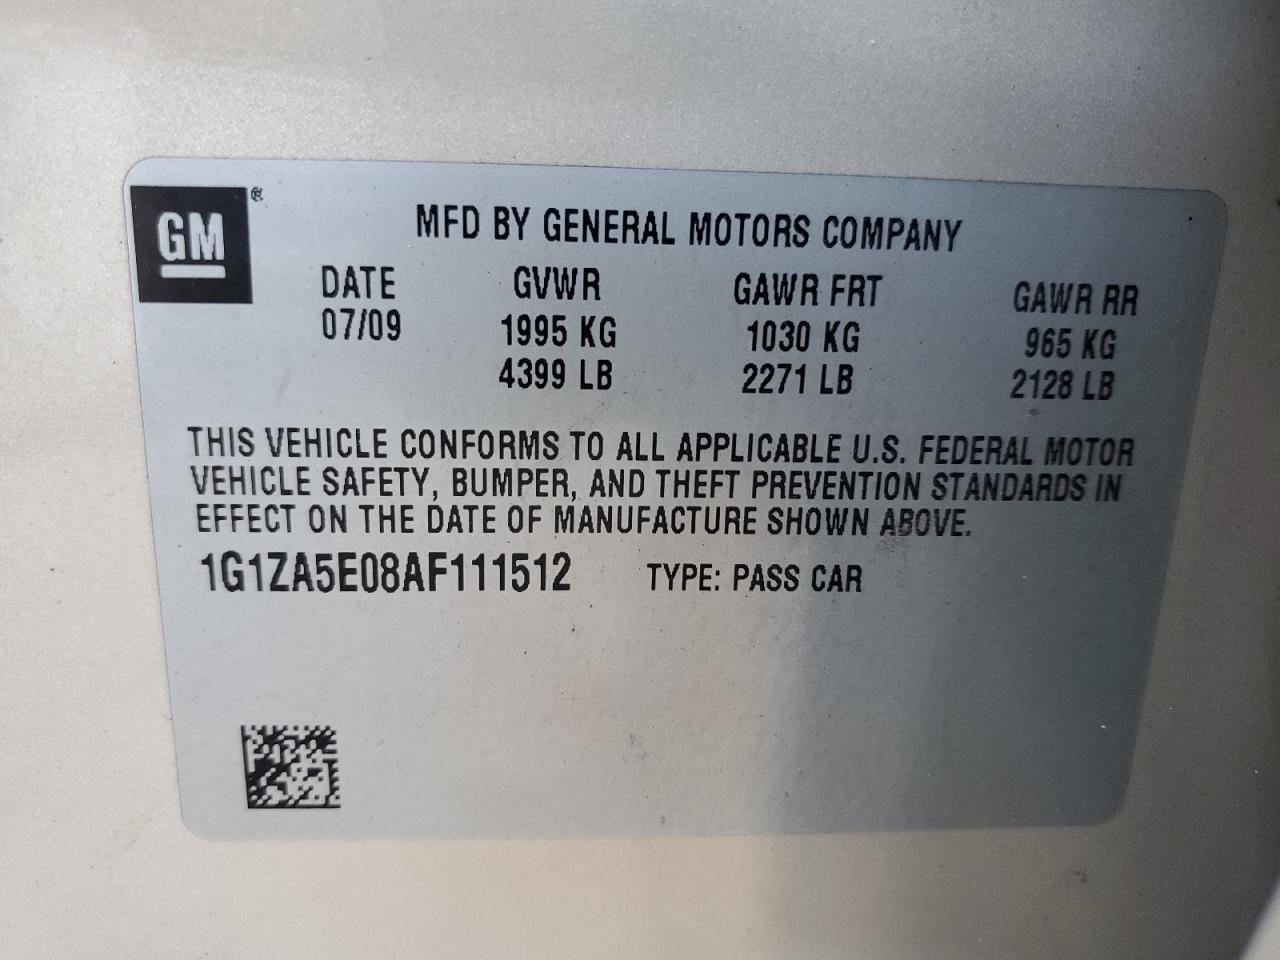 GM ®
MFD BY GENERAL MOTORS COMPANY
DATE GVWR GAWR FRT GAWR RR
07/09 1995 KG 1030 KG 965 KG
4399 LB 2271 LB 2128 LB
THIS VEHICLE CONFORMS TO ALL APPLICABLE U.S. FEDERAL MOTOR
VEHICLE SAFETY, BUMPER, AND THEFT PREVENTION STANDARDS IN
EFFECT ON THE DATE OF MANUFACTURE SHOWN ABOVE.
1G1ZA5E08AF111512 TYPE: PASS CAR